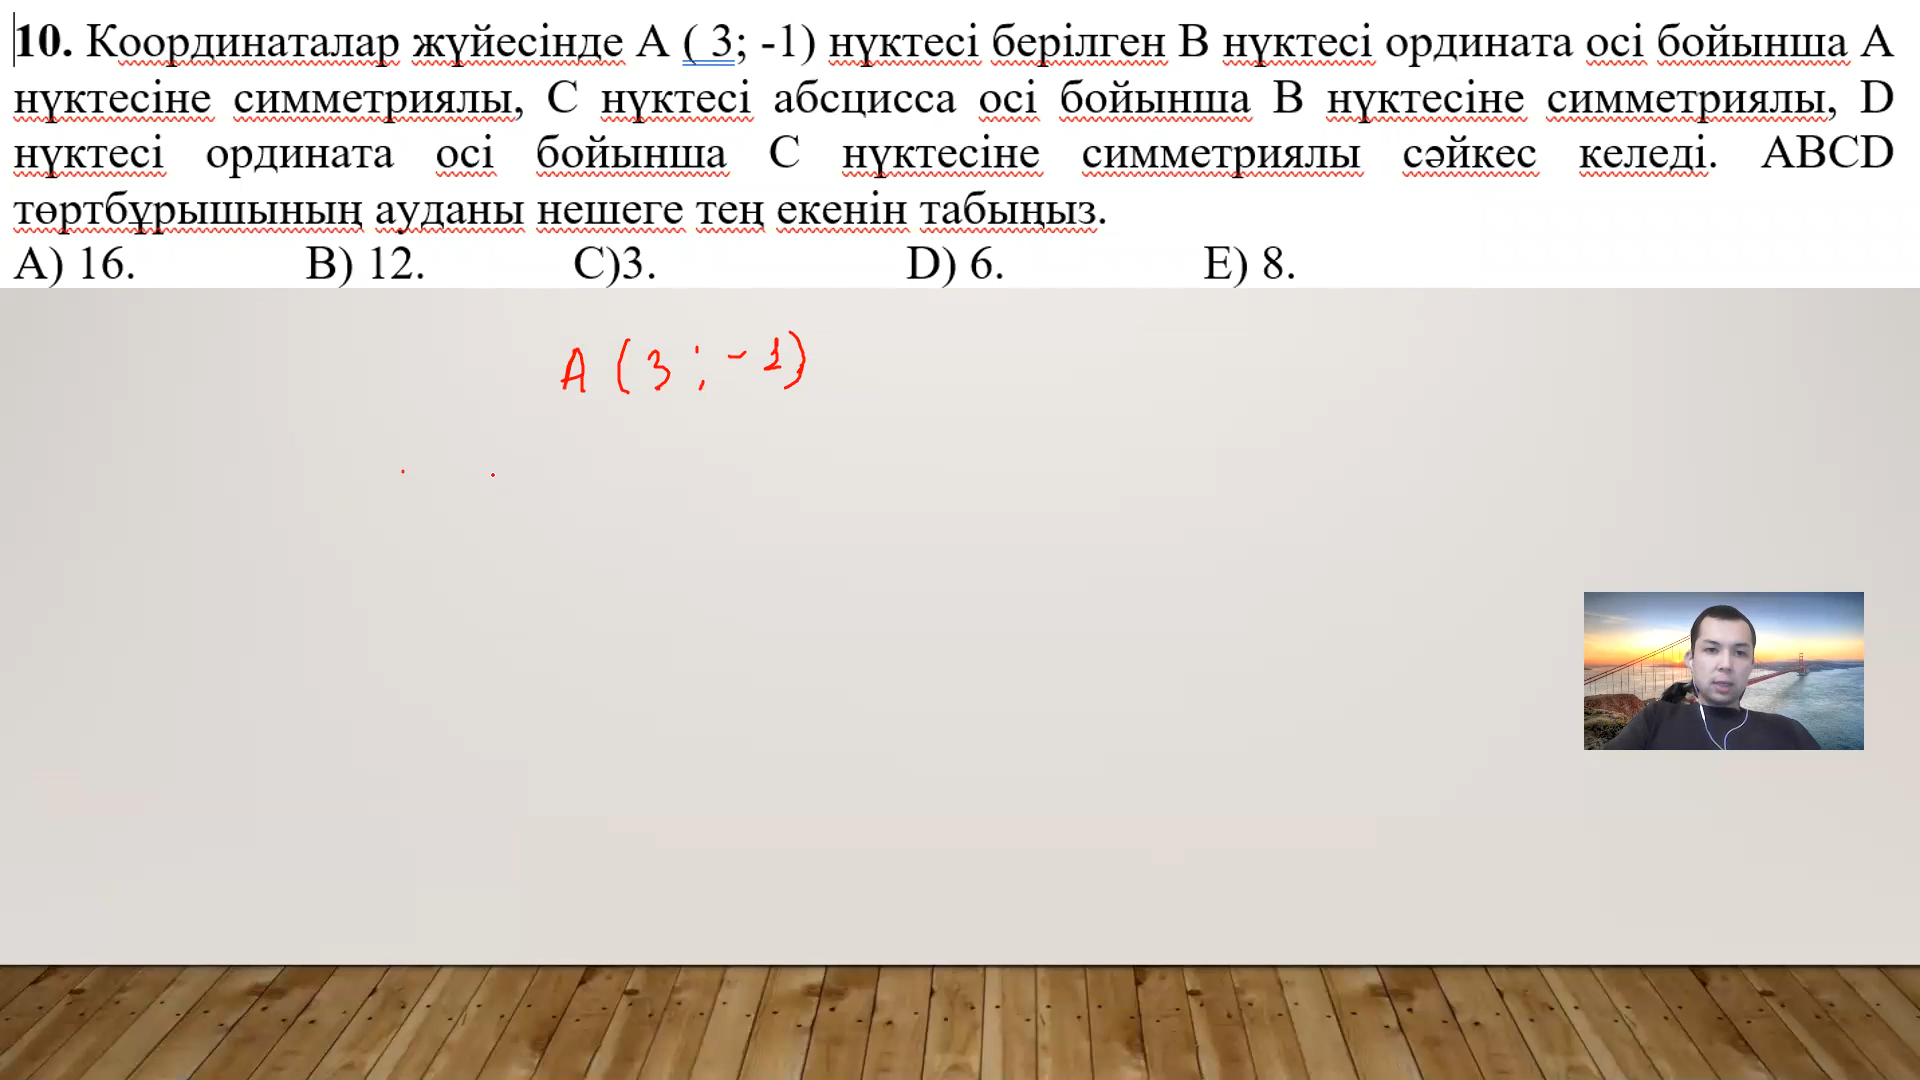 10. Координаталар жүйесінде А ( 3; -1) нүктесі берілген В нүктесі ордината осі бойынша А
нүктесіне симметриялы, С нүктесі абсцисса осі бойынша В нүктесіне симметриялы, D
нүктесі ордината осі бойынша С нүктесіне симметриялы сәйкес келеді. ABCD
төртбұрышының ауданы нешеге тең екенін табыңыз.
A) 16. B) 12. C)3. D) 6. E) 8.
A (3 ; -1)